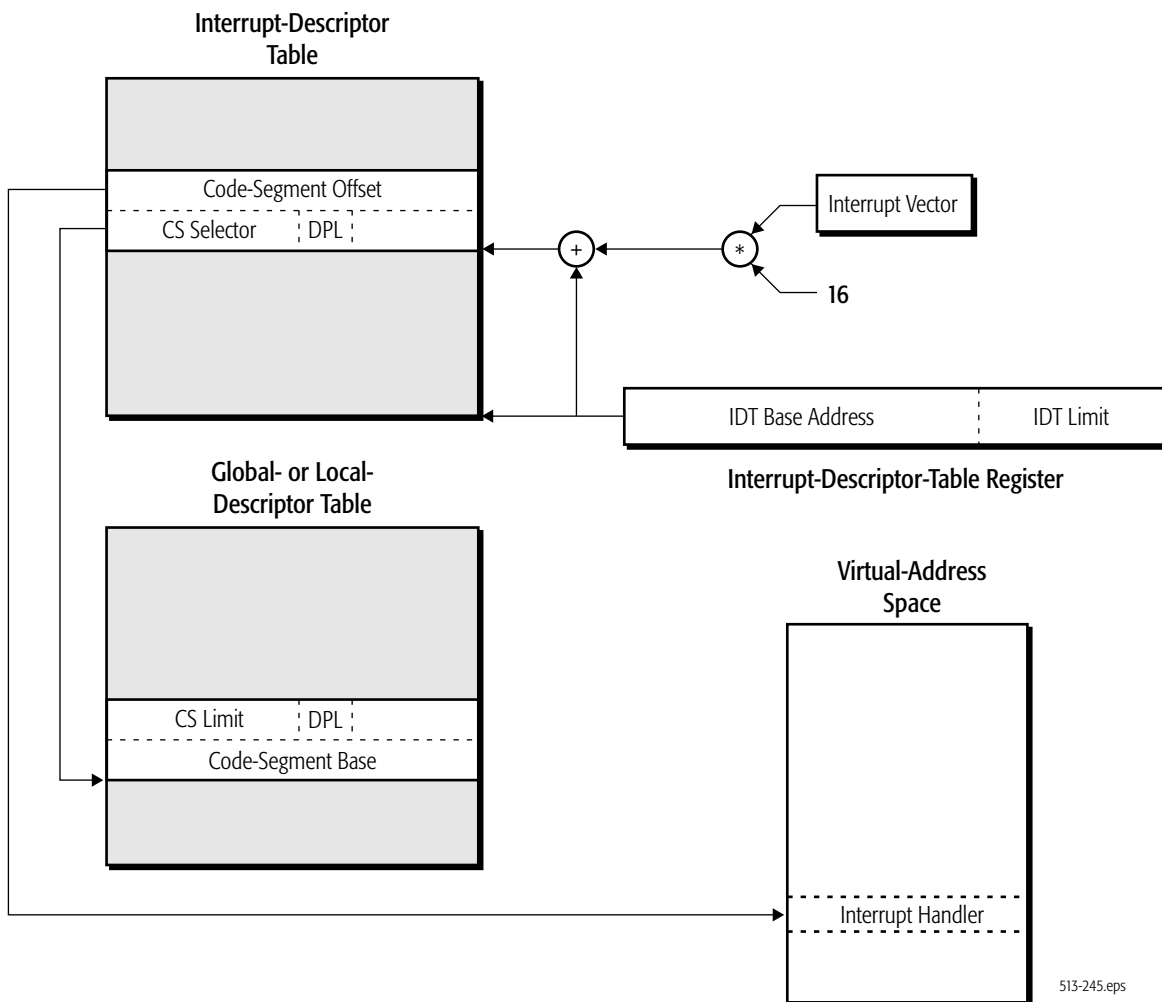 Interrupt-Descriptor
Table
Code-Segment Offset
CS Selector DPL
Interrupt Vector
+
*
16
IDT Base Address IDT Limit
Interrupt-Descriptor-Table Register
Global- or Local-
Descriptor Table
CS Limit DPL
Code-Segment Base
Virtual-Address
Space
Interrupt Handler
513-245.eps